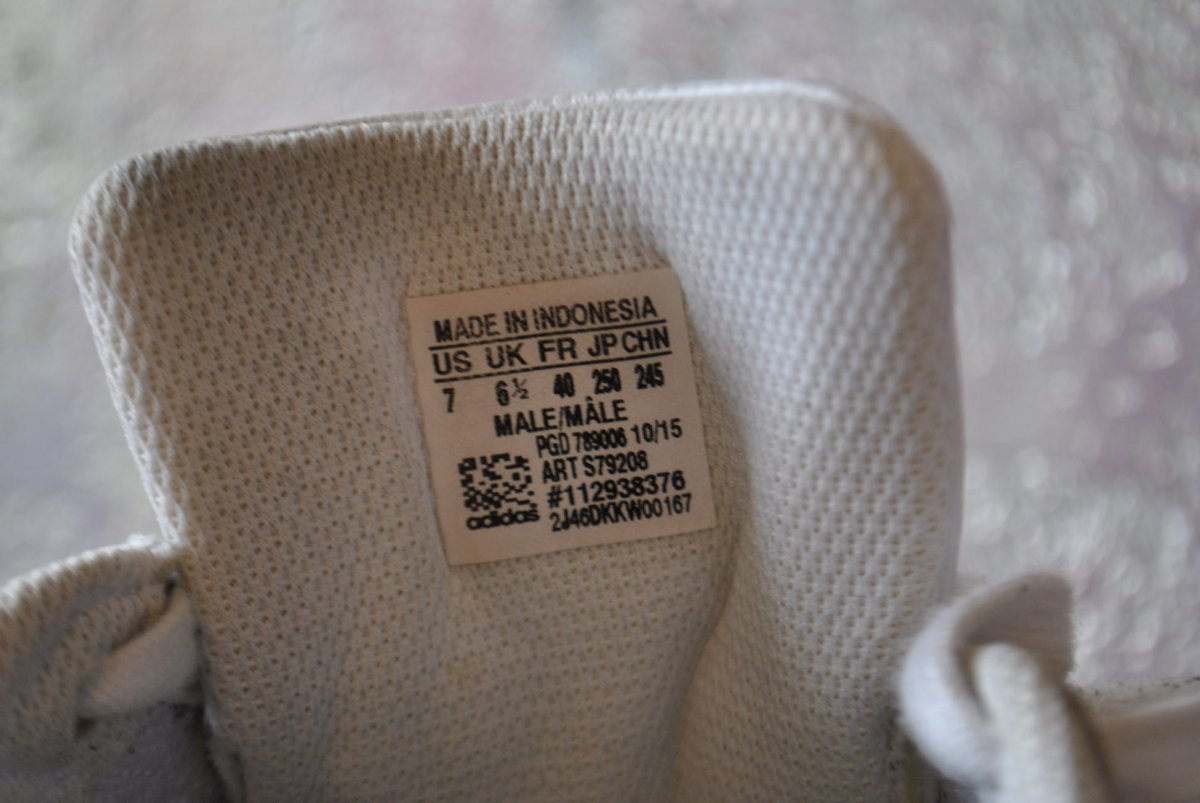 MADE IN INDONESIA
US UK FR JP CHN
7 6½ 40 250 245
MALE/MÂLE
PGD 789006 10/15
ART S79208
#112938376
adidas 2J46DKKW00167